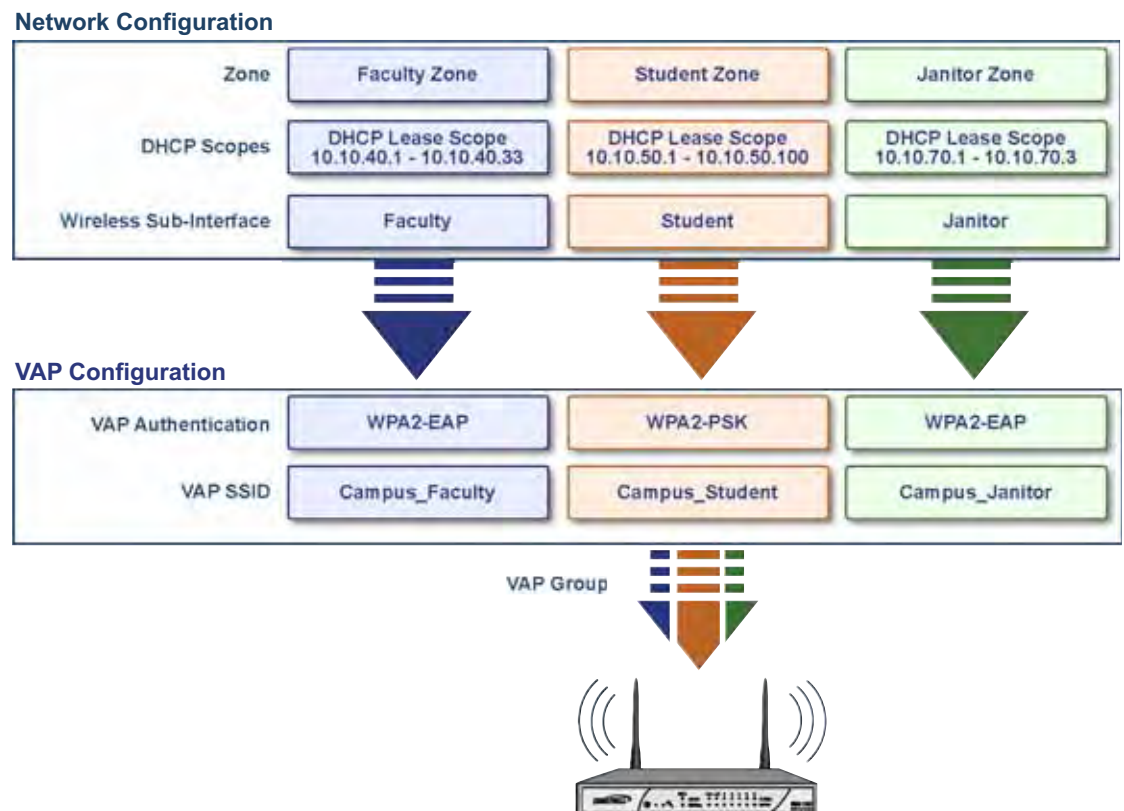 Network Configuration
Zone
Faculty Zone
Student Zone
Janitor Zone
DHCP Scopes
DHCP Lease Scope
10.10.40.1 - 10.10.40.33
DHCP Lease Scope
10.10.50.1 - 10.10.50.100
DHCP Lease Scope
10.10.70.1 - 10.10.70.3
Wireless Sub-Interface
Faculty
Student
Janitor
VAP Configuration
VAP Authentication
WPA2-EAP
WPA2-PSK
WPA2-EAP
VAP SSID
Campus_Faculty
Campus_Student
Campus_Janitor
VAP Group